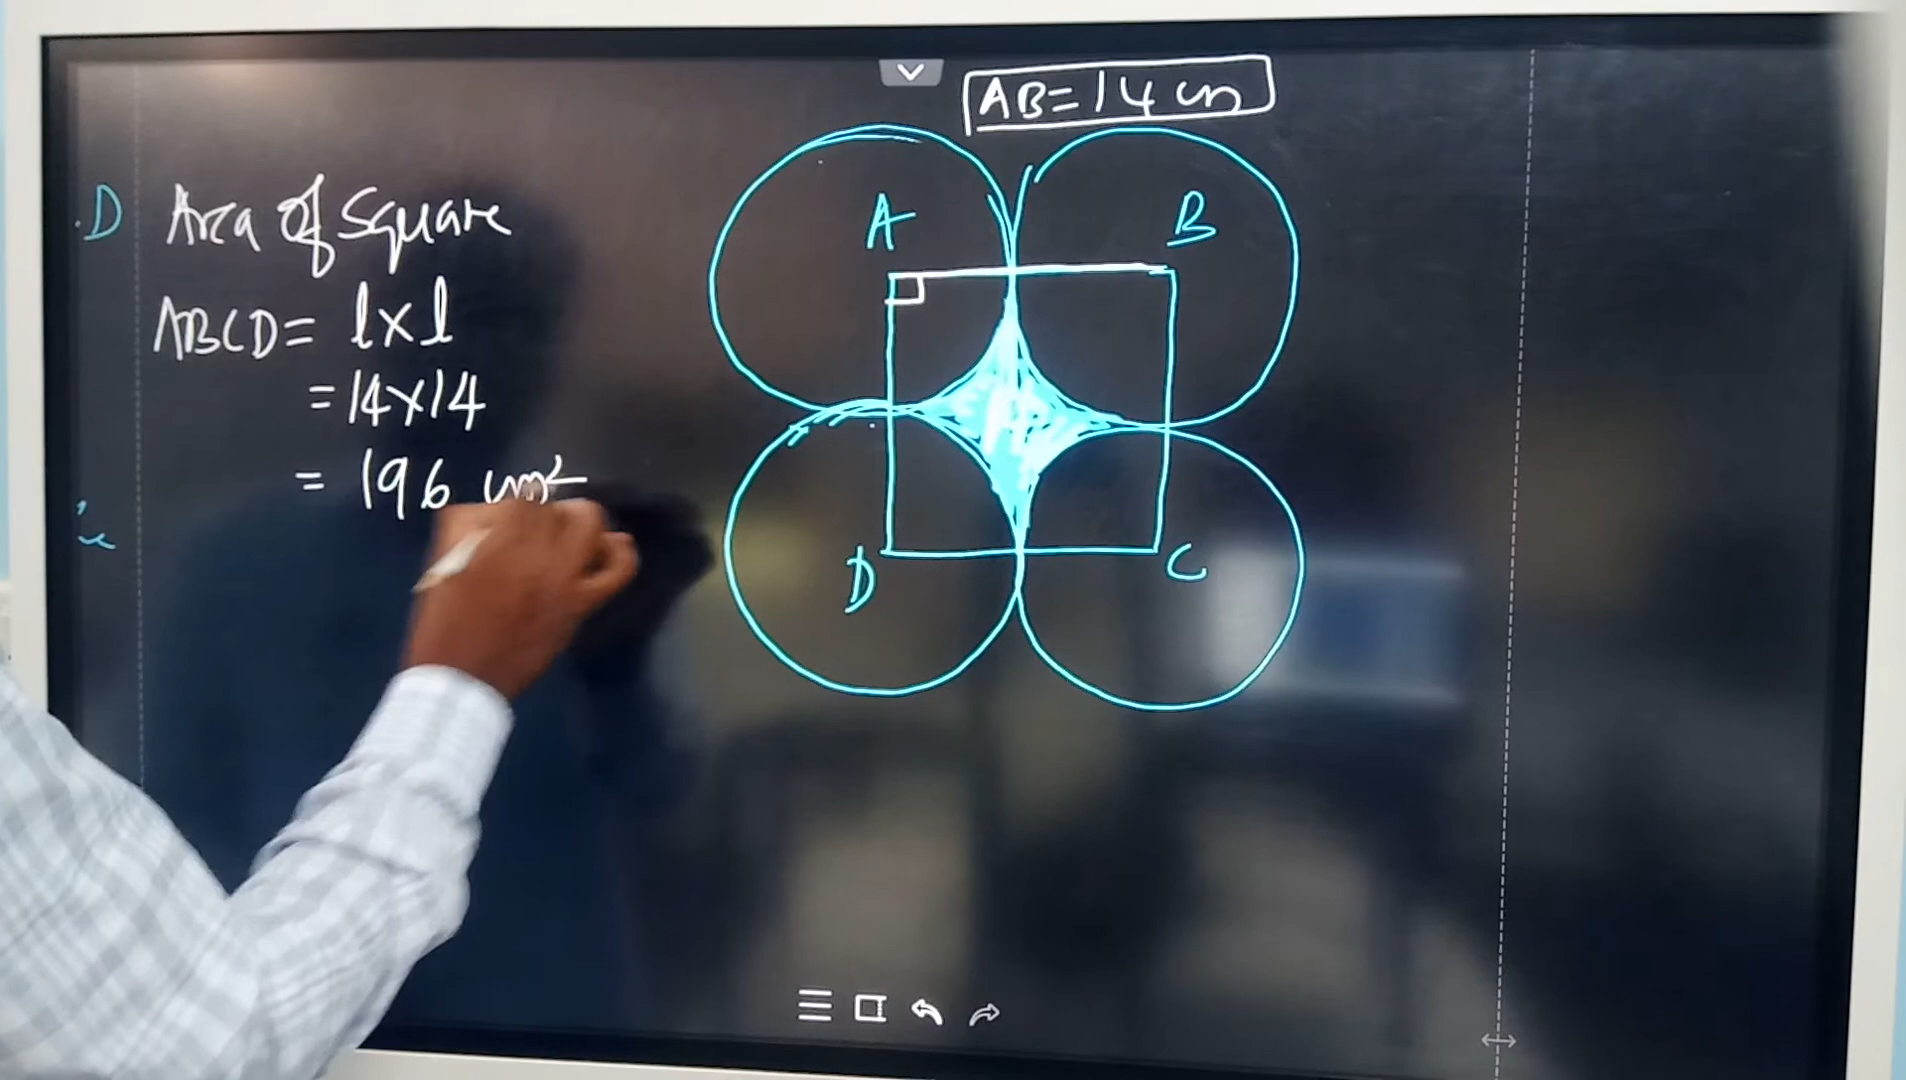 AB=14 cm
Area of Square
ABCD= l×l
=14×14
= 196 cm²
A
B
D
C